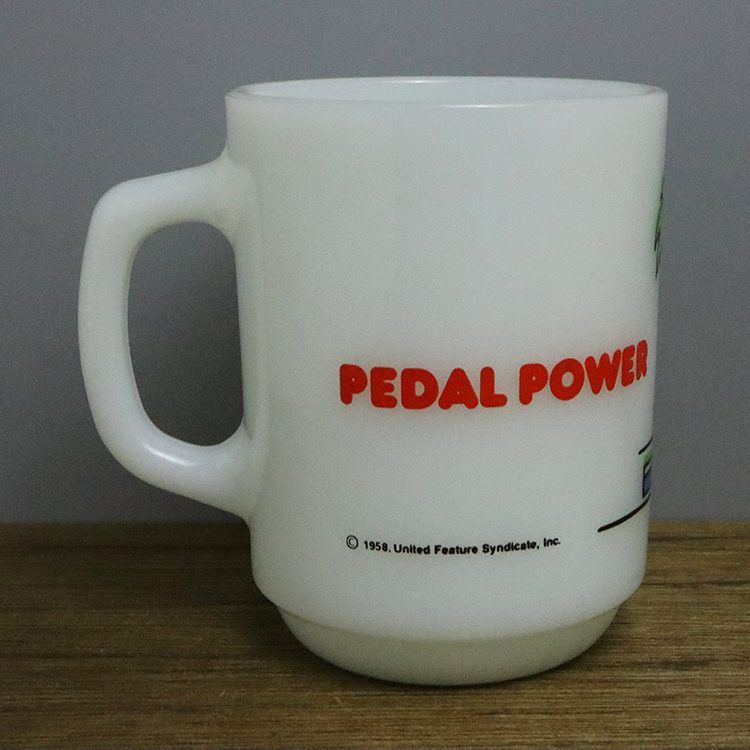 PEDAL POWER
© 1958, United Feature Syndicate, Inc.